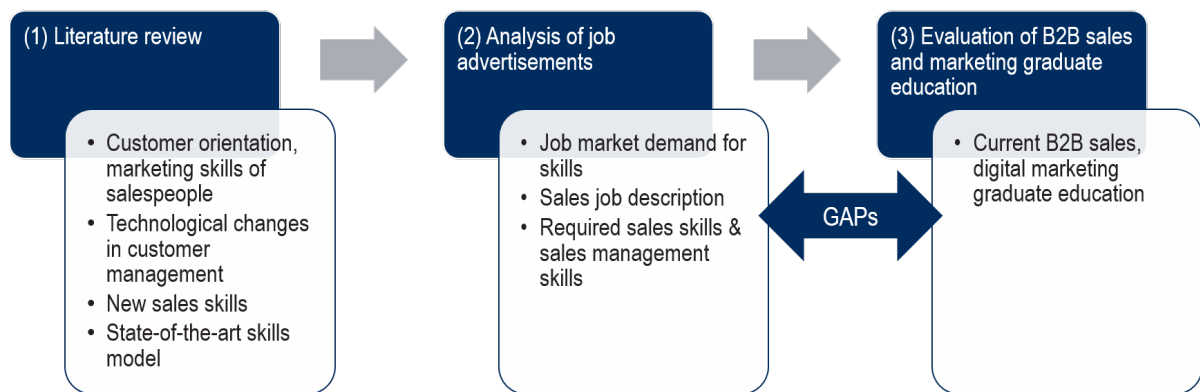 (1) Literature review
• Customer orientation,
marketing skills of
salespeople
• Technological changes
in customer
management
• New sales skills
• State-of-the-art skills
model
(2) Analysis of job
advertisements
• Job market demand for
skills
• Sales job description
• Required sales skills &
sales management
skills
GAPs
(3) Evaluation of B2B sales
and marketing graduate
education
• Current B2B sales,
digital marketing
graduate education